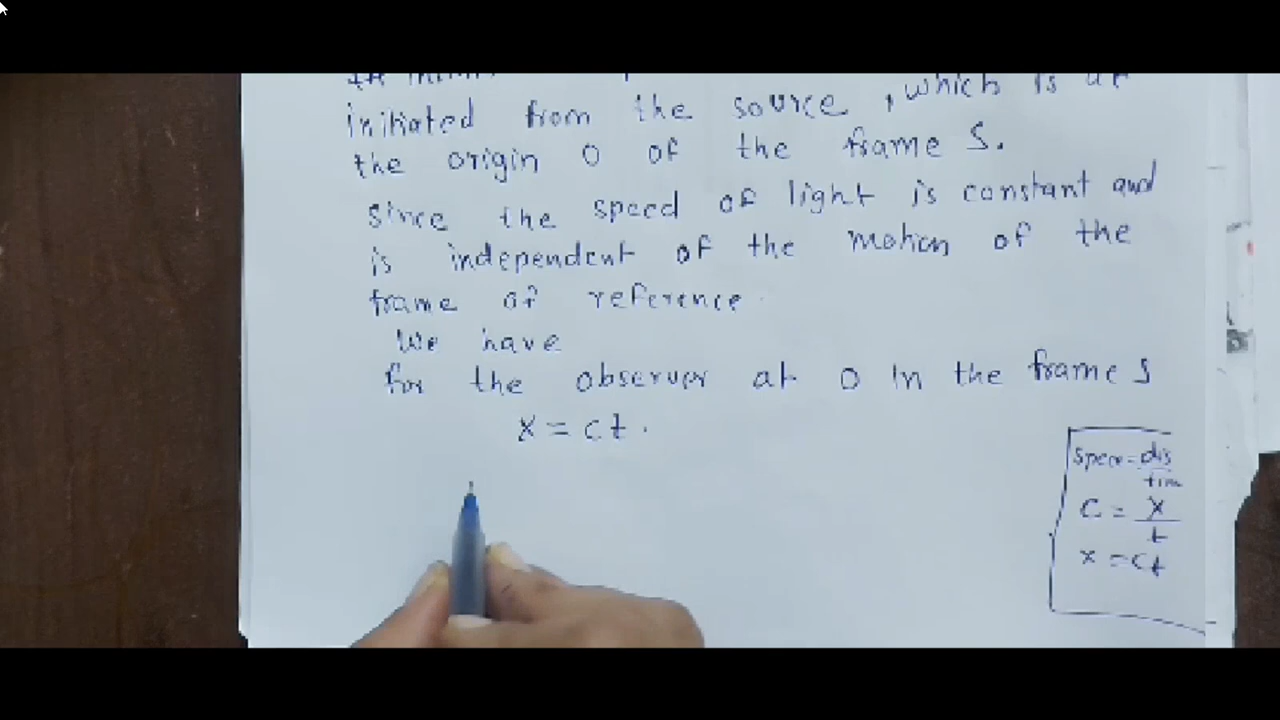 initiated from the source, which is at
the origin O of the frame S.
since the speed of light is constant and
is independent of the motion of the
frame of reference.
We have
for the observer at O in the frame S
x = ct.
Speed = dis
tim
C = x
t
x = ct